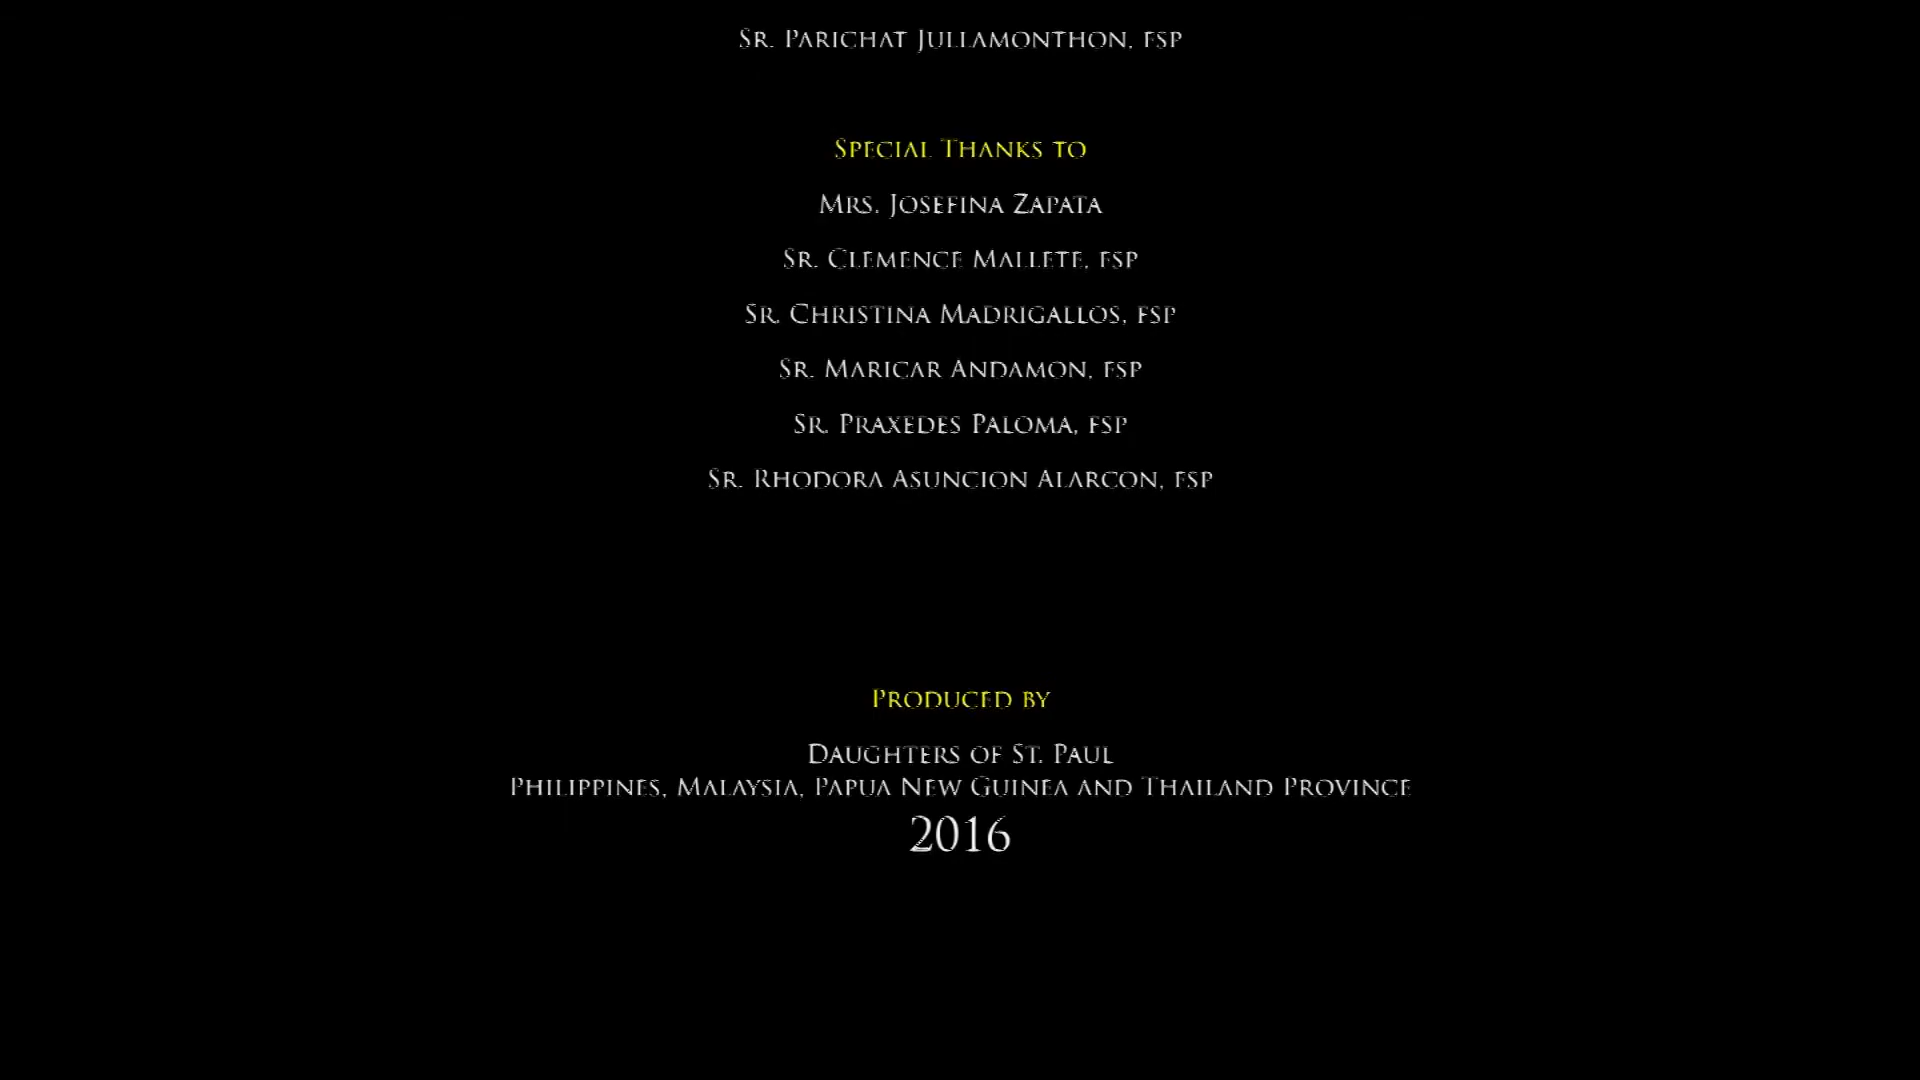 Sr. Parichat Jullamonthon, fsp
Special Thanks to
Mrs. Josefina Zapata
Sr. Clemence Mallete, fsp
Sr. Christina Madrigallos, fsp
Sr. Maricar Andamon, fsp
Sr. Praxedes Paloma, fsp
Sr. Rhodora Asuncion Alarcon, fsp
Produced by
Daughters of St. Paul
Philippines, Malaysia, Papua New Guinea and Thailand Province
2016